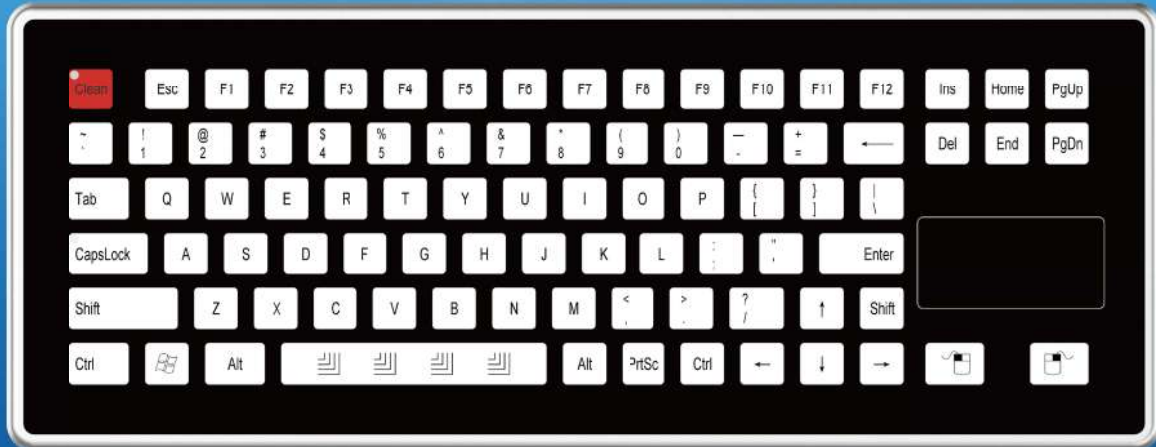 Clean Esc F1 F2 F3 F4 F5 F6 F7 F8 F9 F10 F11 F12 Ins Home PgUp
~ ! @ # $ % ^ & * ( ) — +
` 1 2 3 4 5 6 7 8 9 0 - = ← Del End PgDn
Tab Q W E R T Y U I O P { } |
[ ] \
CapsLock A S D F G H J K L : " Enter
; '
Shift Z X C V B N M < > ? ↑ Shift
, . /
Ctrl Alt Alt PrtSc Ctrl ← ↓ →